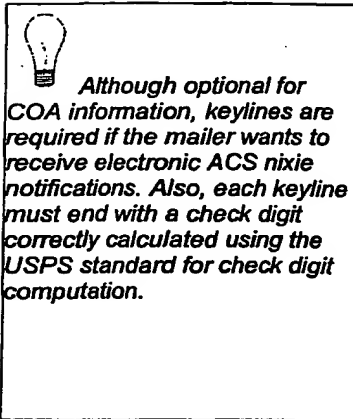 Although optional for
COA information, keylines are
required if the mailer wants to
receive electronic ACS nixie
notifications. Also, each keyline
must end with a check digit
correctly calculated using the
USPS standard for check digit
computation.